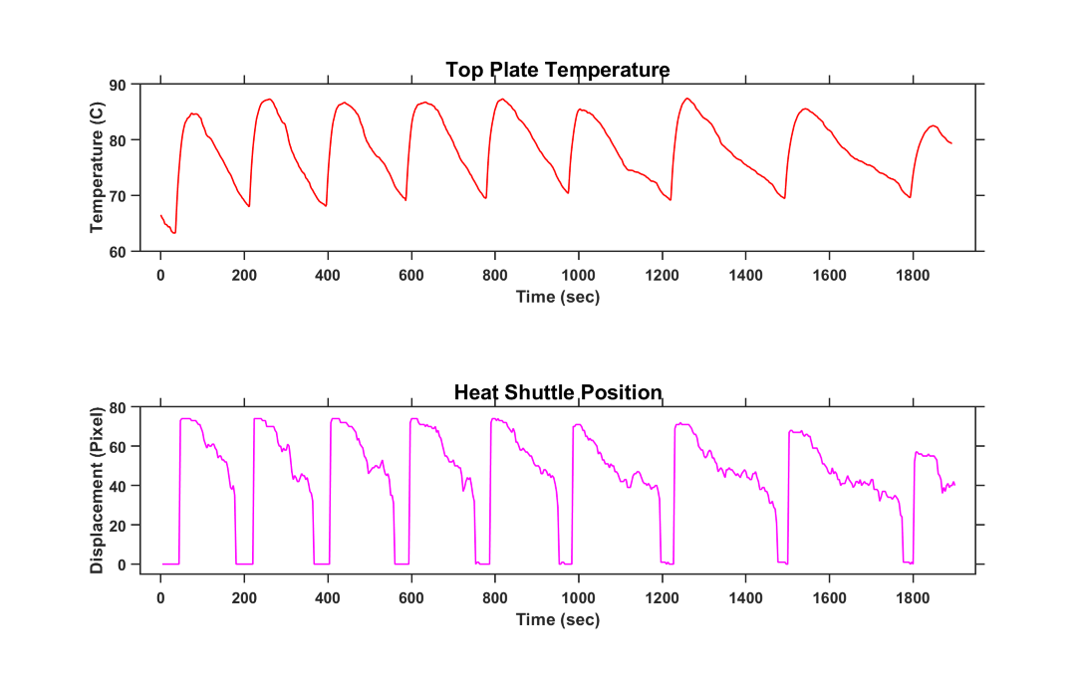 Top Plate Temperature
90
80
70
60
Temperature (C)
0 200 400 600 800 1000 1200 1400 1600 1800
Time (sec)
Heat Shuttle Position
80
60
40
20
0
Displacement (Pixel)
0 200 400 600 800 1000 1200 1400 1600 1800
Time (sec)